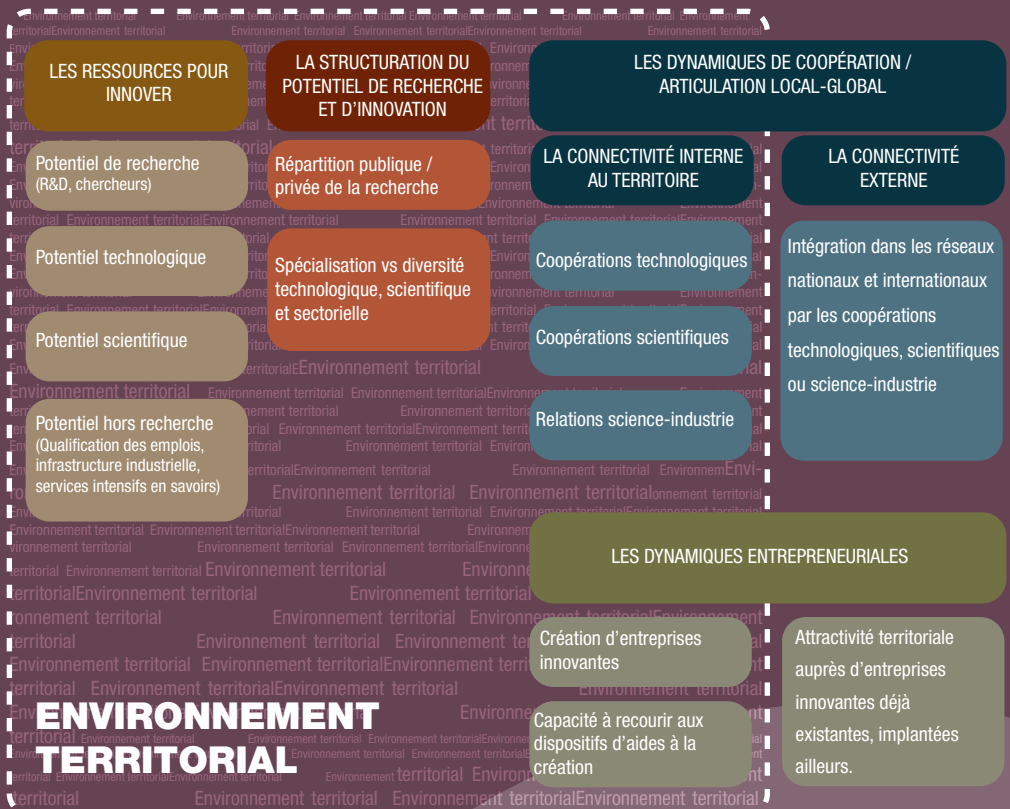 LES RESSOURCES POUR
INNOVER
Potentiel de recherche
(R&D, chercheurs)
Potentiel technologique
Potentiel scientifique
Potentiel hors recherche
(Qualification des emplois,
infrastructure industrielle,
services intensifs en savoirs)
LA STRUCTURATION DU
POTENTIEL DE RECHERCHE
ET D’INNOVATION
Répartition publique /
privée de la recherche
Spécialisation vs diversité
technologique, scientifique
et sectorielle
LES DYNAMIQUES DE COOPÉRATION /
ARTICULATION LOCAL-GLOBAL
LA CONNECTIVITÉ INTERNE
AU TERRITOIRE
Coopérations technologiques
Coopérations scientifiques
Relations science-industrie
LA CONNECTIVITÉ
EXTERNE
Intégration dans les réseaux
nationaux et internationaux
par les coopérations
technologiques, scientifiques
ou science-industrie
LES DYNAMIQUES ENTREPRENEURIALES
Création d’entreprises
innovantes
Capacité à recourir aux
dispositifs d’aides à la
création
Attractivité territoriale
auprès d’entreprises
innovantes déjà
existantes, implantées
ailleurs.
ENVIRONNEMENT
TERRITORIAL